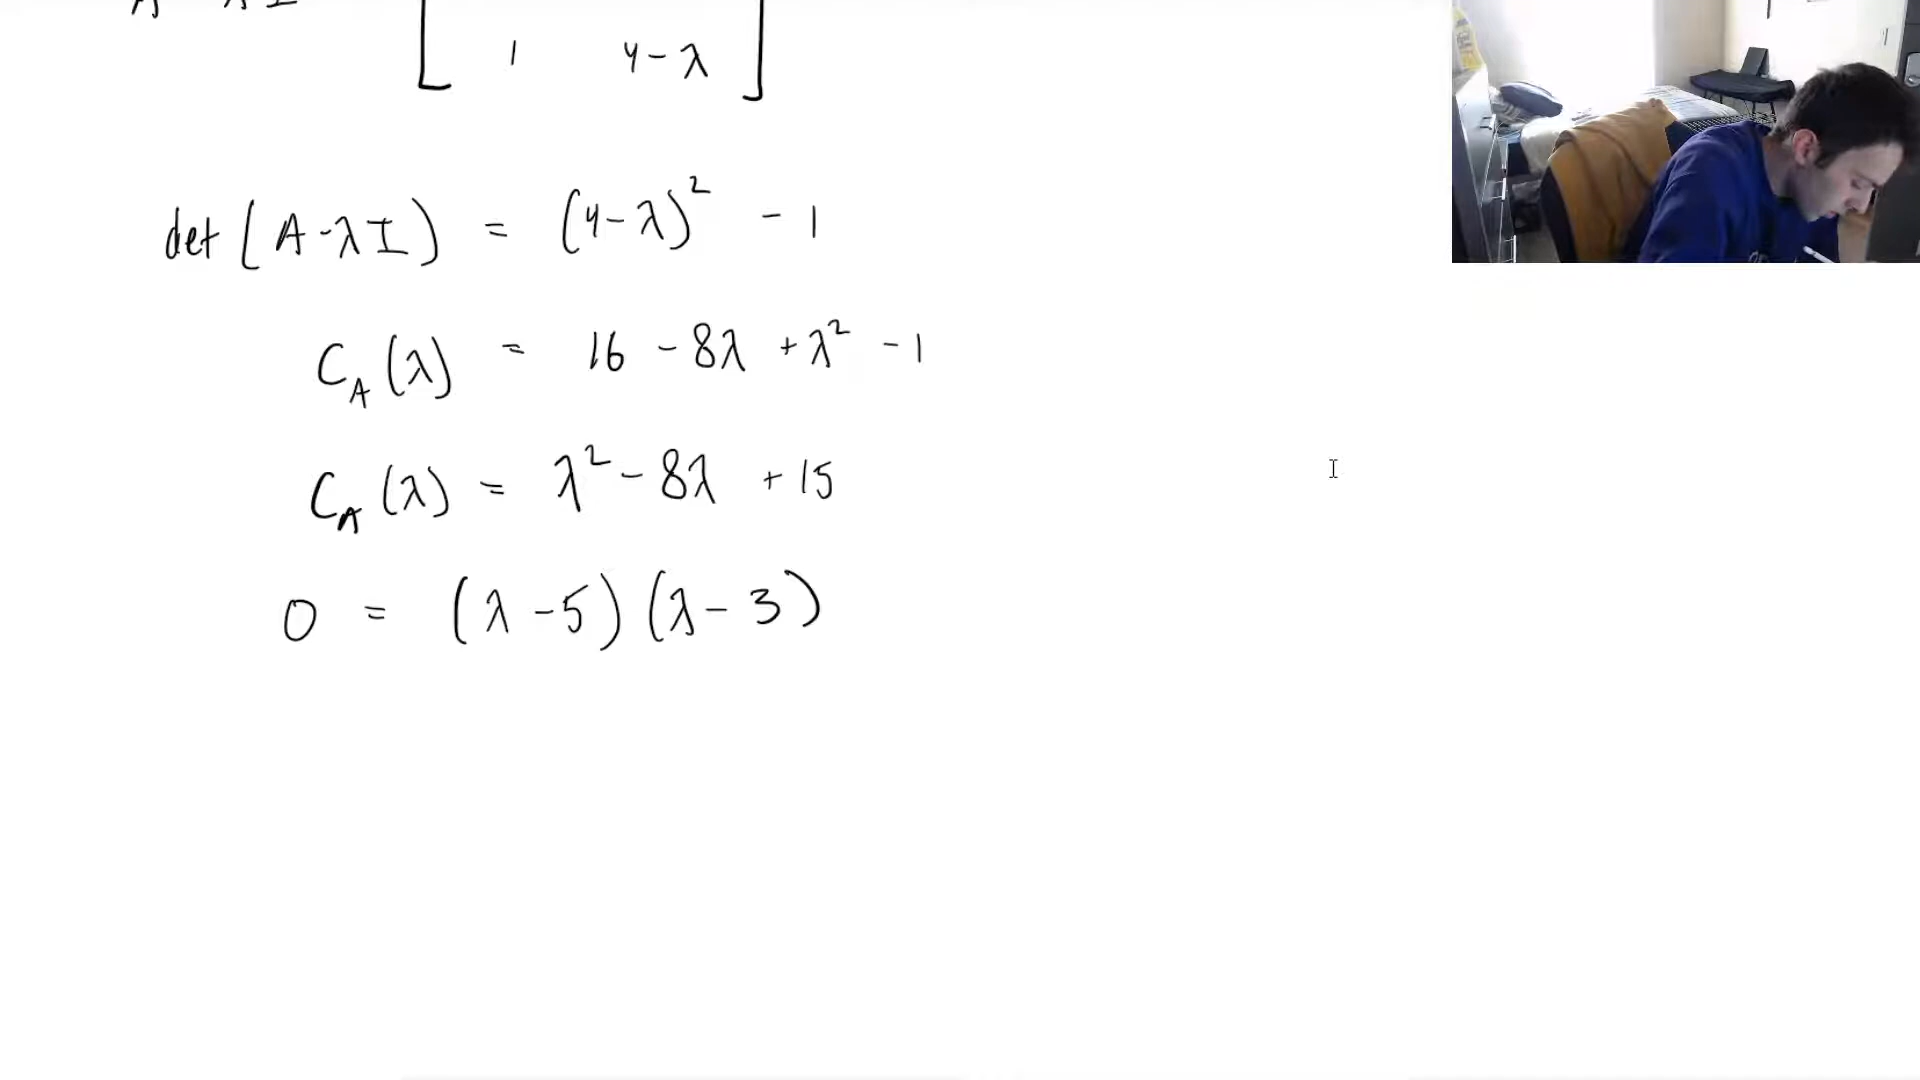 1 4-λ
det(A-λI) = (4-λ)² - 1
C_A(λ) = 16 - 8λ + λ² - 1
C_A(λ) = λ² - 8λ + 15
0 = (λ-5)(λ-3)